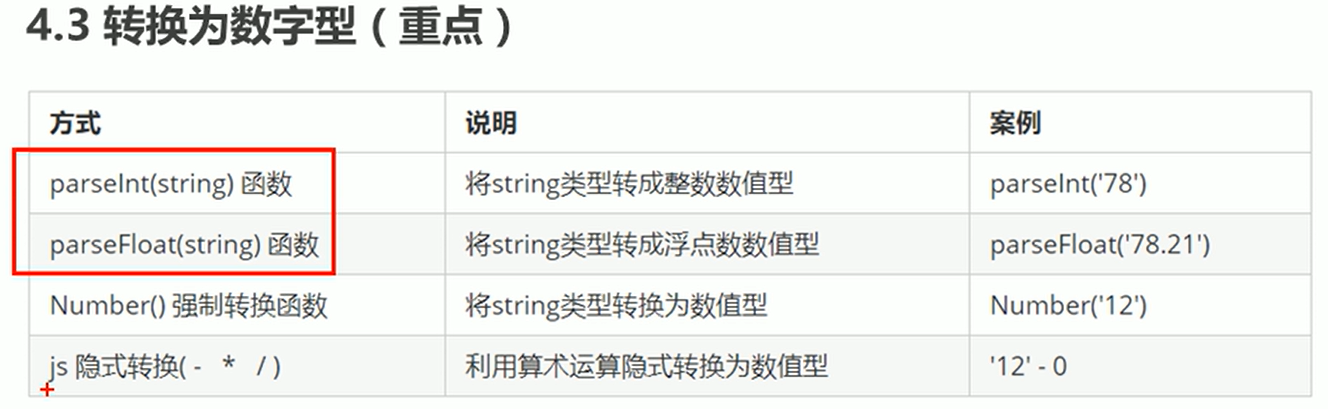 4.3 转换为数字型（重点）
方式 说明 案例
parseInt(string) 函数 将string类型转成整数数值型 parseInt('78')
parseFloat(string) 函数 将string类型转成浮点数数值型 parseFloat('78.21')
Number() 强制转换函数 将string类型转换为数值型 Number('12')
js 隐式转换( - * / ) 利用算术运算隐式转换为数值型 '12' - 0